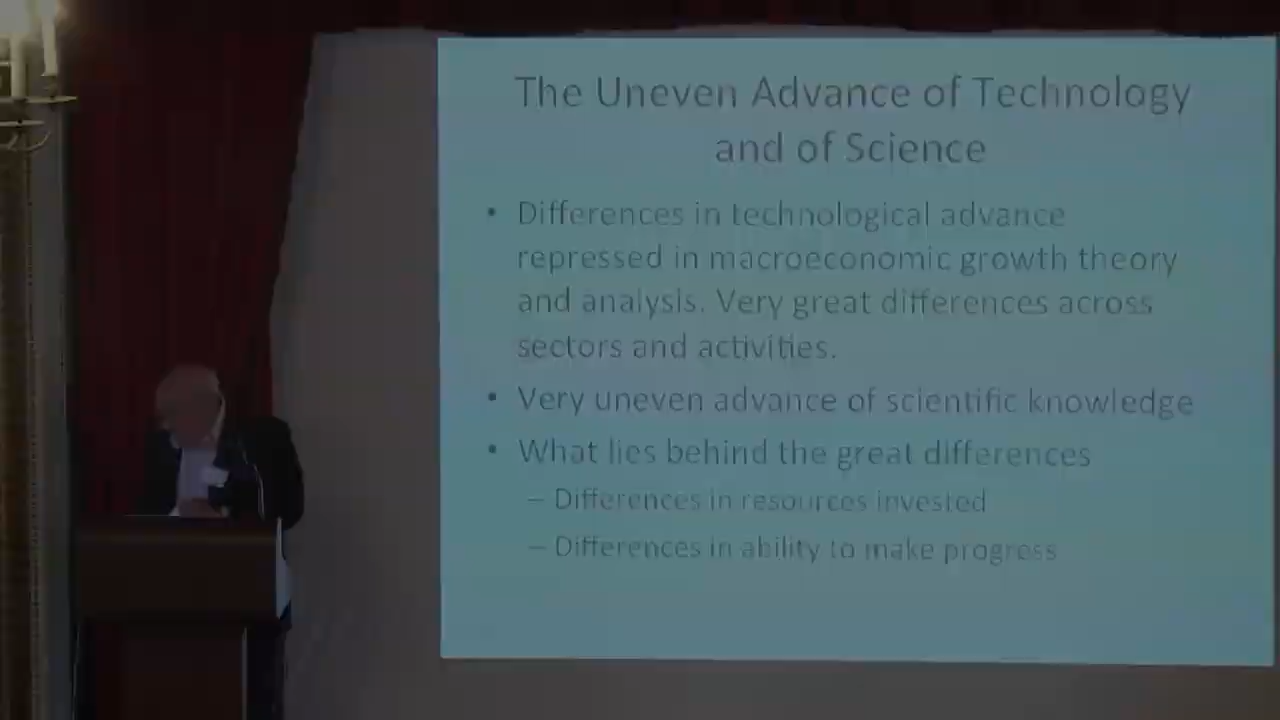 The Uneven Advance of Technology
and of Science
• Differences in technological advance
repressed in macroeconomic growth theory
and analysis. Very great differences across
sectors and activities.
• Very uneven advance of scientific knowledge
• What lies behind the great differences
– Differences in resources invested
– Differences in ability to make progress